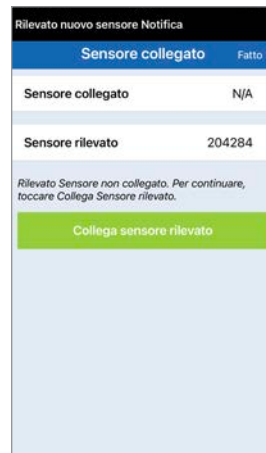 Rilevato nuovo sensore Notifica
Sensore collegato Fatto
Sensore collegato N/A
Sensore rilevato 204284
Rilevato Sensore non collegato. Per continuare,
toccare Collega Sensore rilevato.
Collega sensore rilevato